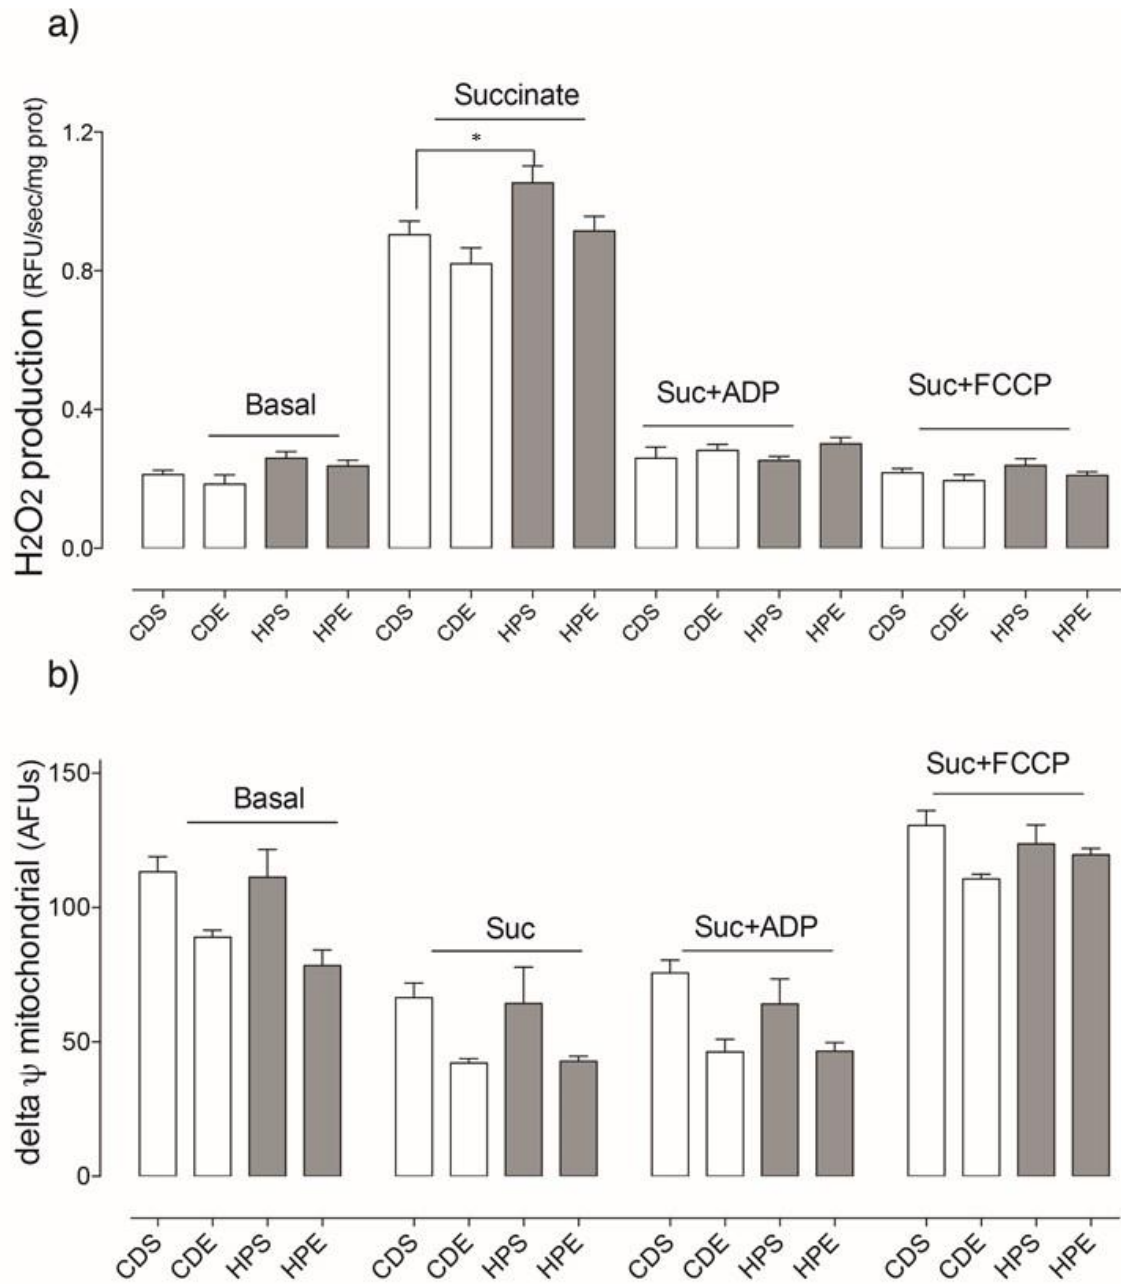 a)
Succinate
*
1.2
0.8
0.4
0.0
H2O2 production (RFU/sec/mg prot)
Basal
Suc+ADP
Suc+FCCP
CDS CDE HPS HPE CDS CDE HPS HPE CDS CDE HPS HPE CDS CDE HPS HPE
b)
150
100
50
0
delta ψ mitochondrial (AFUs)
Basal
Suc
Suc+ADP
Suc+FCCP
CDS CDE HPS HPE CDS CDE HPS HPE CDS CDE HPS HPE CDS CDE HPS HPE